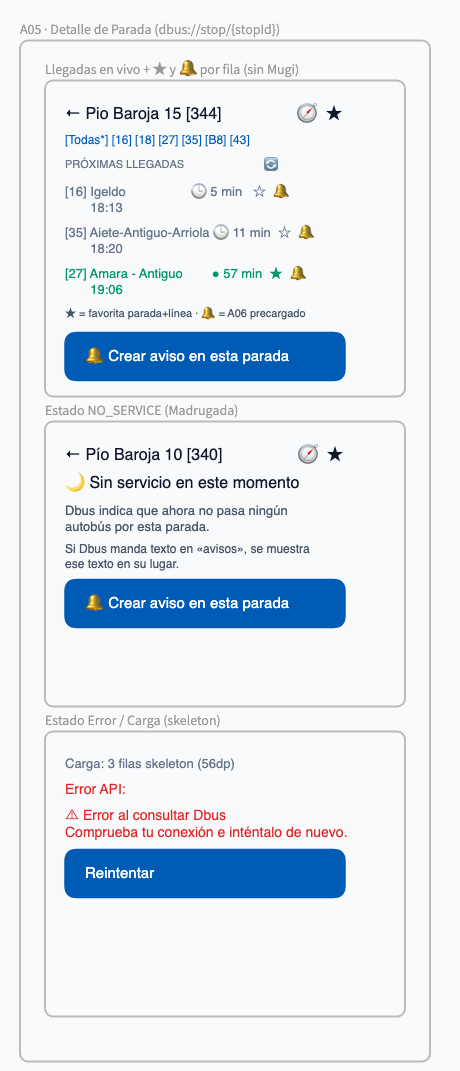 A05 · Detalle de Parada (dbus://stop/{stopId})
Llegadas en vivo + ★ y 🔔 por fila (sin Mugi)
← Pio Baroja 15 [344] 🧭 ★
[Todas*] [16] [18] [27] [35] [B8] [43]
PRÓXIMAS LLEGADAS 🔄
[16] Igeldo 🕒 5 min ☆ 🔔
18:13
[35] Aiete-Antiguo-Arriola 🕒 11 min ☆ 🔔
18:20
[27] Amara - Antiguo ● 57 min ★ 🔔
19:06
★ = favorita parada+línea · 🔔 = A06 precargado
🔔 Crear aviso en esta parada
Estado NO_SERVICE (Madrugada)
← Pío Baroja 10 [340] 🧭 ★
🌙 Sin servicio en este momento
Dbus indica que ahora no pasa ningún
autobús por esta parada.
Si Dbus manda texto en «avisos», se muestra
ese texto en su lugar.
🔔 Crear aviso en esta parada
Estado Error / Carga (skeleton)
Carga: 3 filas skeleton (56dp)
Error API:
⚠ Error al consultar Dbus
Comprueba tu conexión e inténtalo de nuevo.
Reintentar